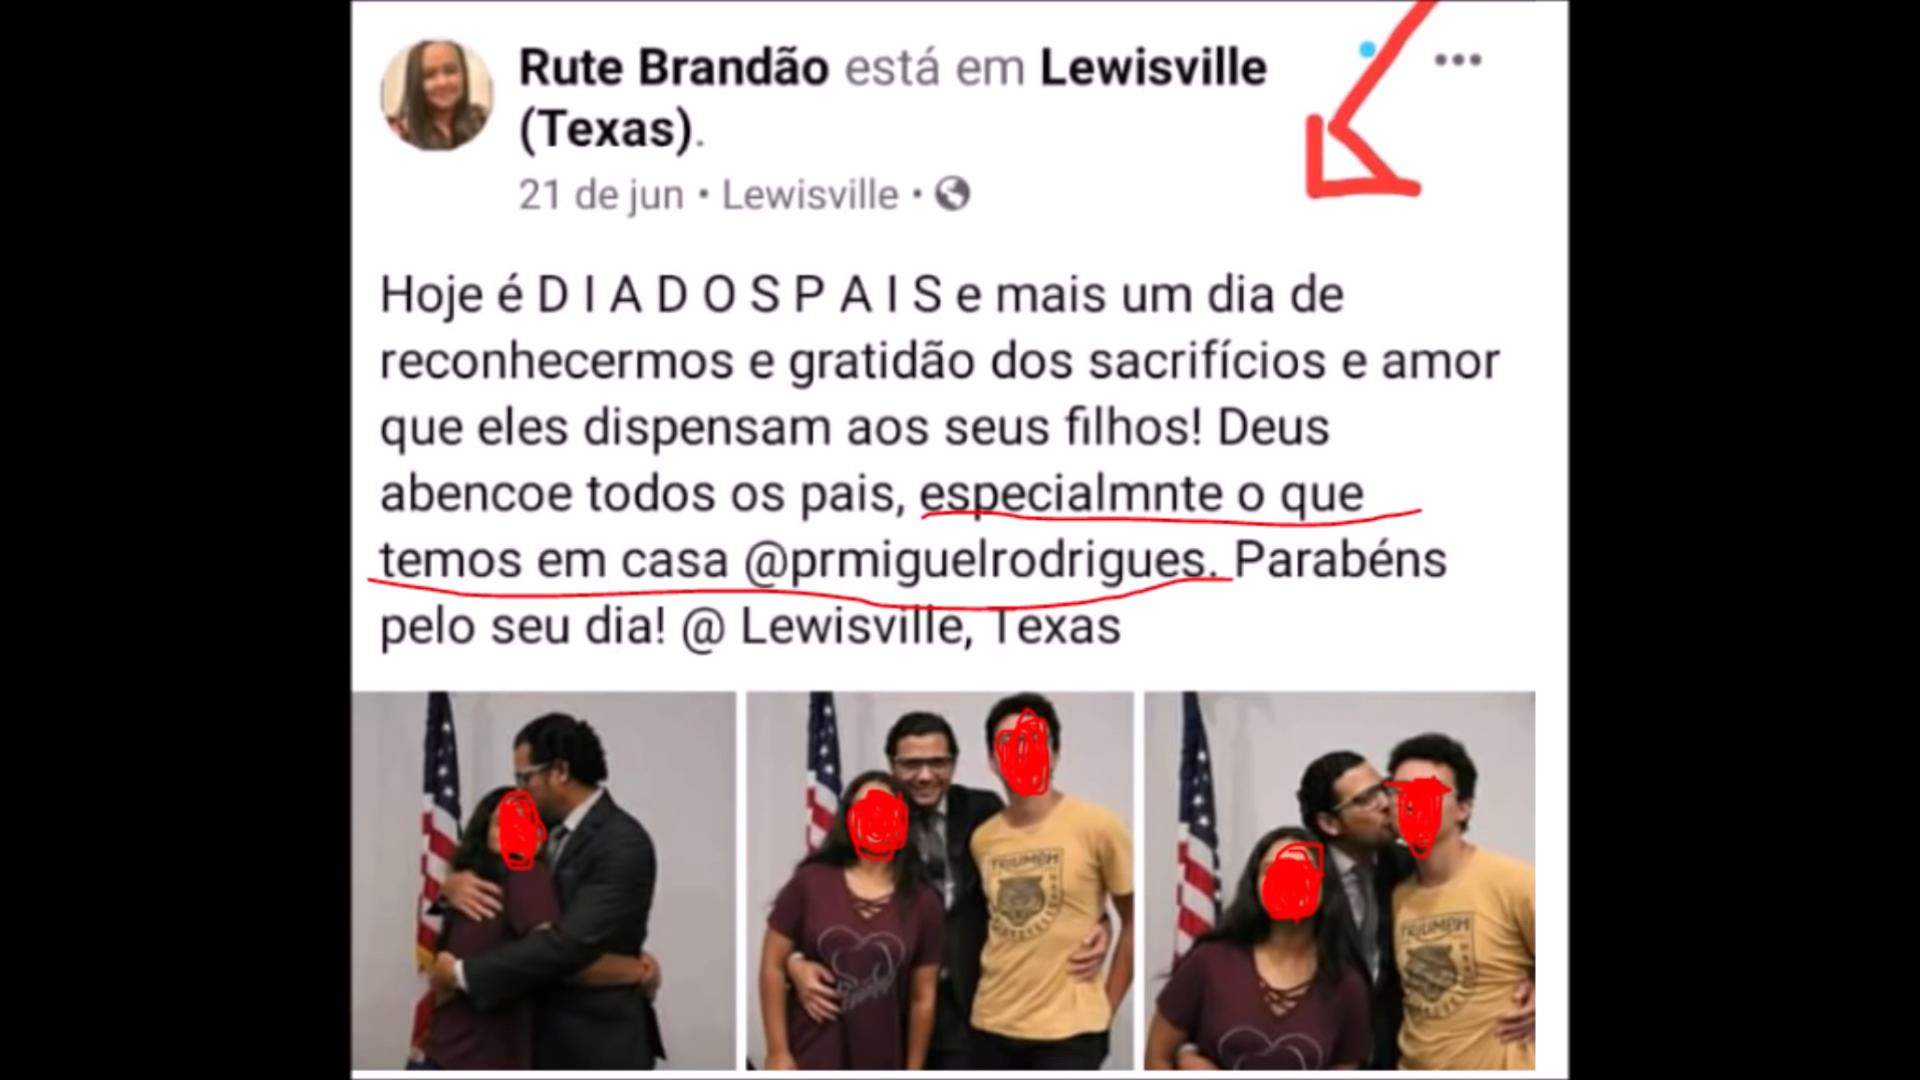 Rute Brandão está em Lewisville
(Texas).
21 de jun • Lewisville •
Hoje é D I A D O S P A I S e mais um dia de
reconhecermos e gratidão dos sacrifícios e amor
que eles dispensam aos seus filhos! Deus
abencoe todos os pais, especialmnte o que
temos em casa @prmiguelrodrigues. Parabéns
pelo seu dia! @ Lewisville, Texas
TRIUMPH
TRIUMPH